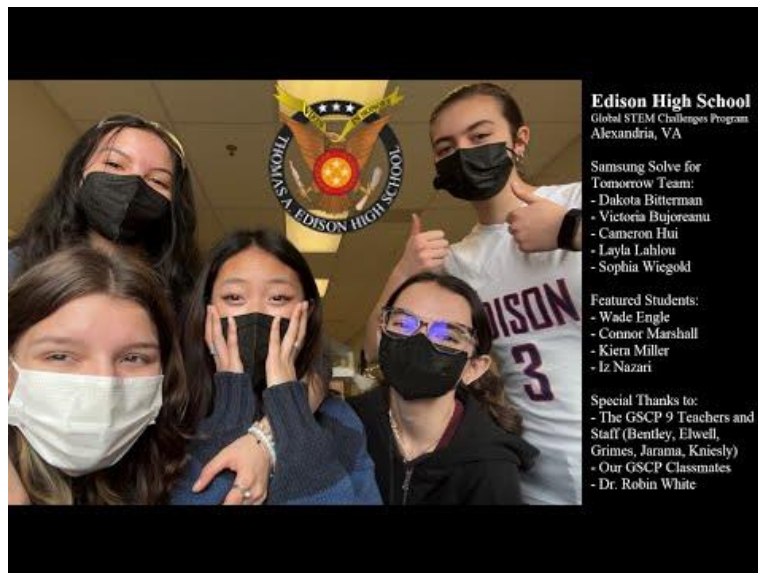 THOMAS A. EDISON HIGH SCHOOL
EDISON
3
Edison High School
Global STEM Challenges Program
Alexandria, VA
Samsung Solve for
Tomorrow Team:
- Dakota Bitterman
- Victoria Bujoreanu
- Cameron Hui
- Layla Lahlou
- Sophia Wiegold
Featured Students:
- Wade Engle
- Connor Marshall
- Kiera Miller
- Iz Nazari
Special Thanks to:
- The GSCP 9 Teachers and
Staff (Bentley, Elwell,
Grimes, Jarama, Kniesly)
- Our GSCP Classmates
- Dr. Robin White